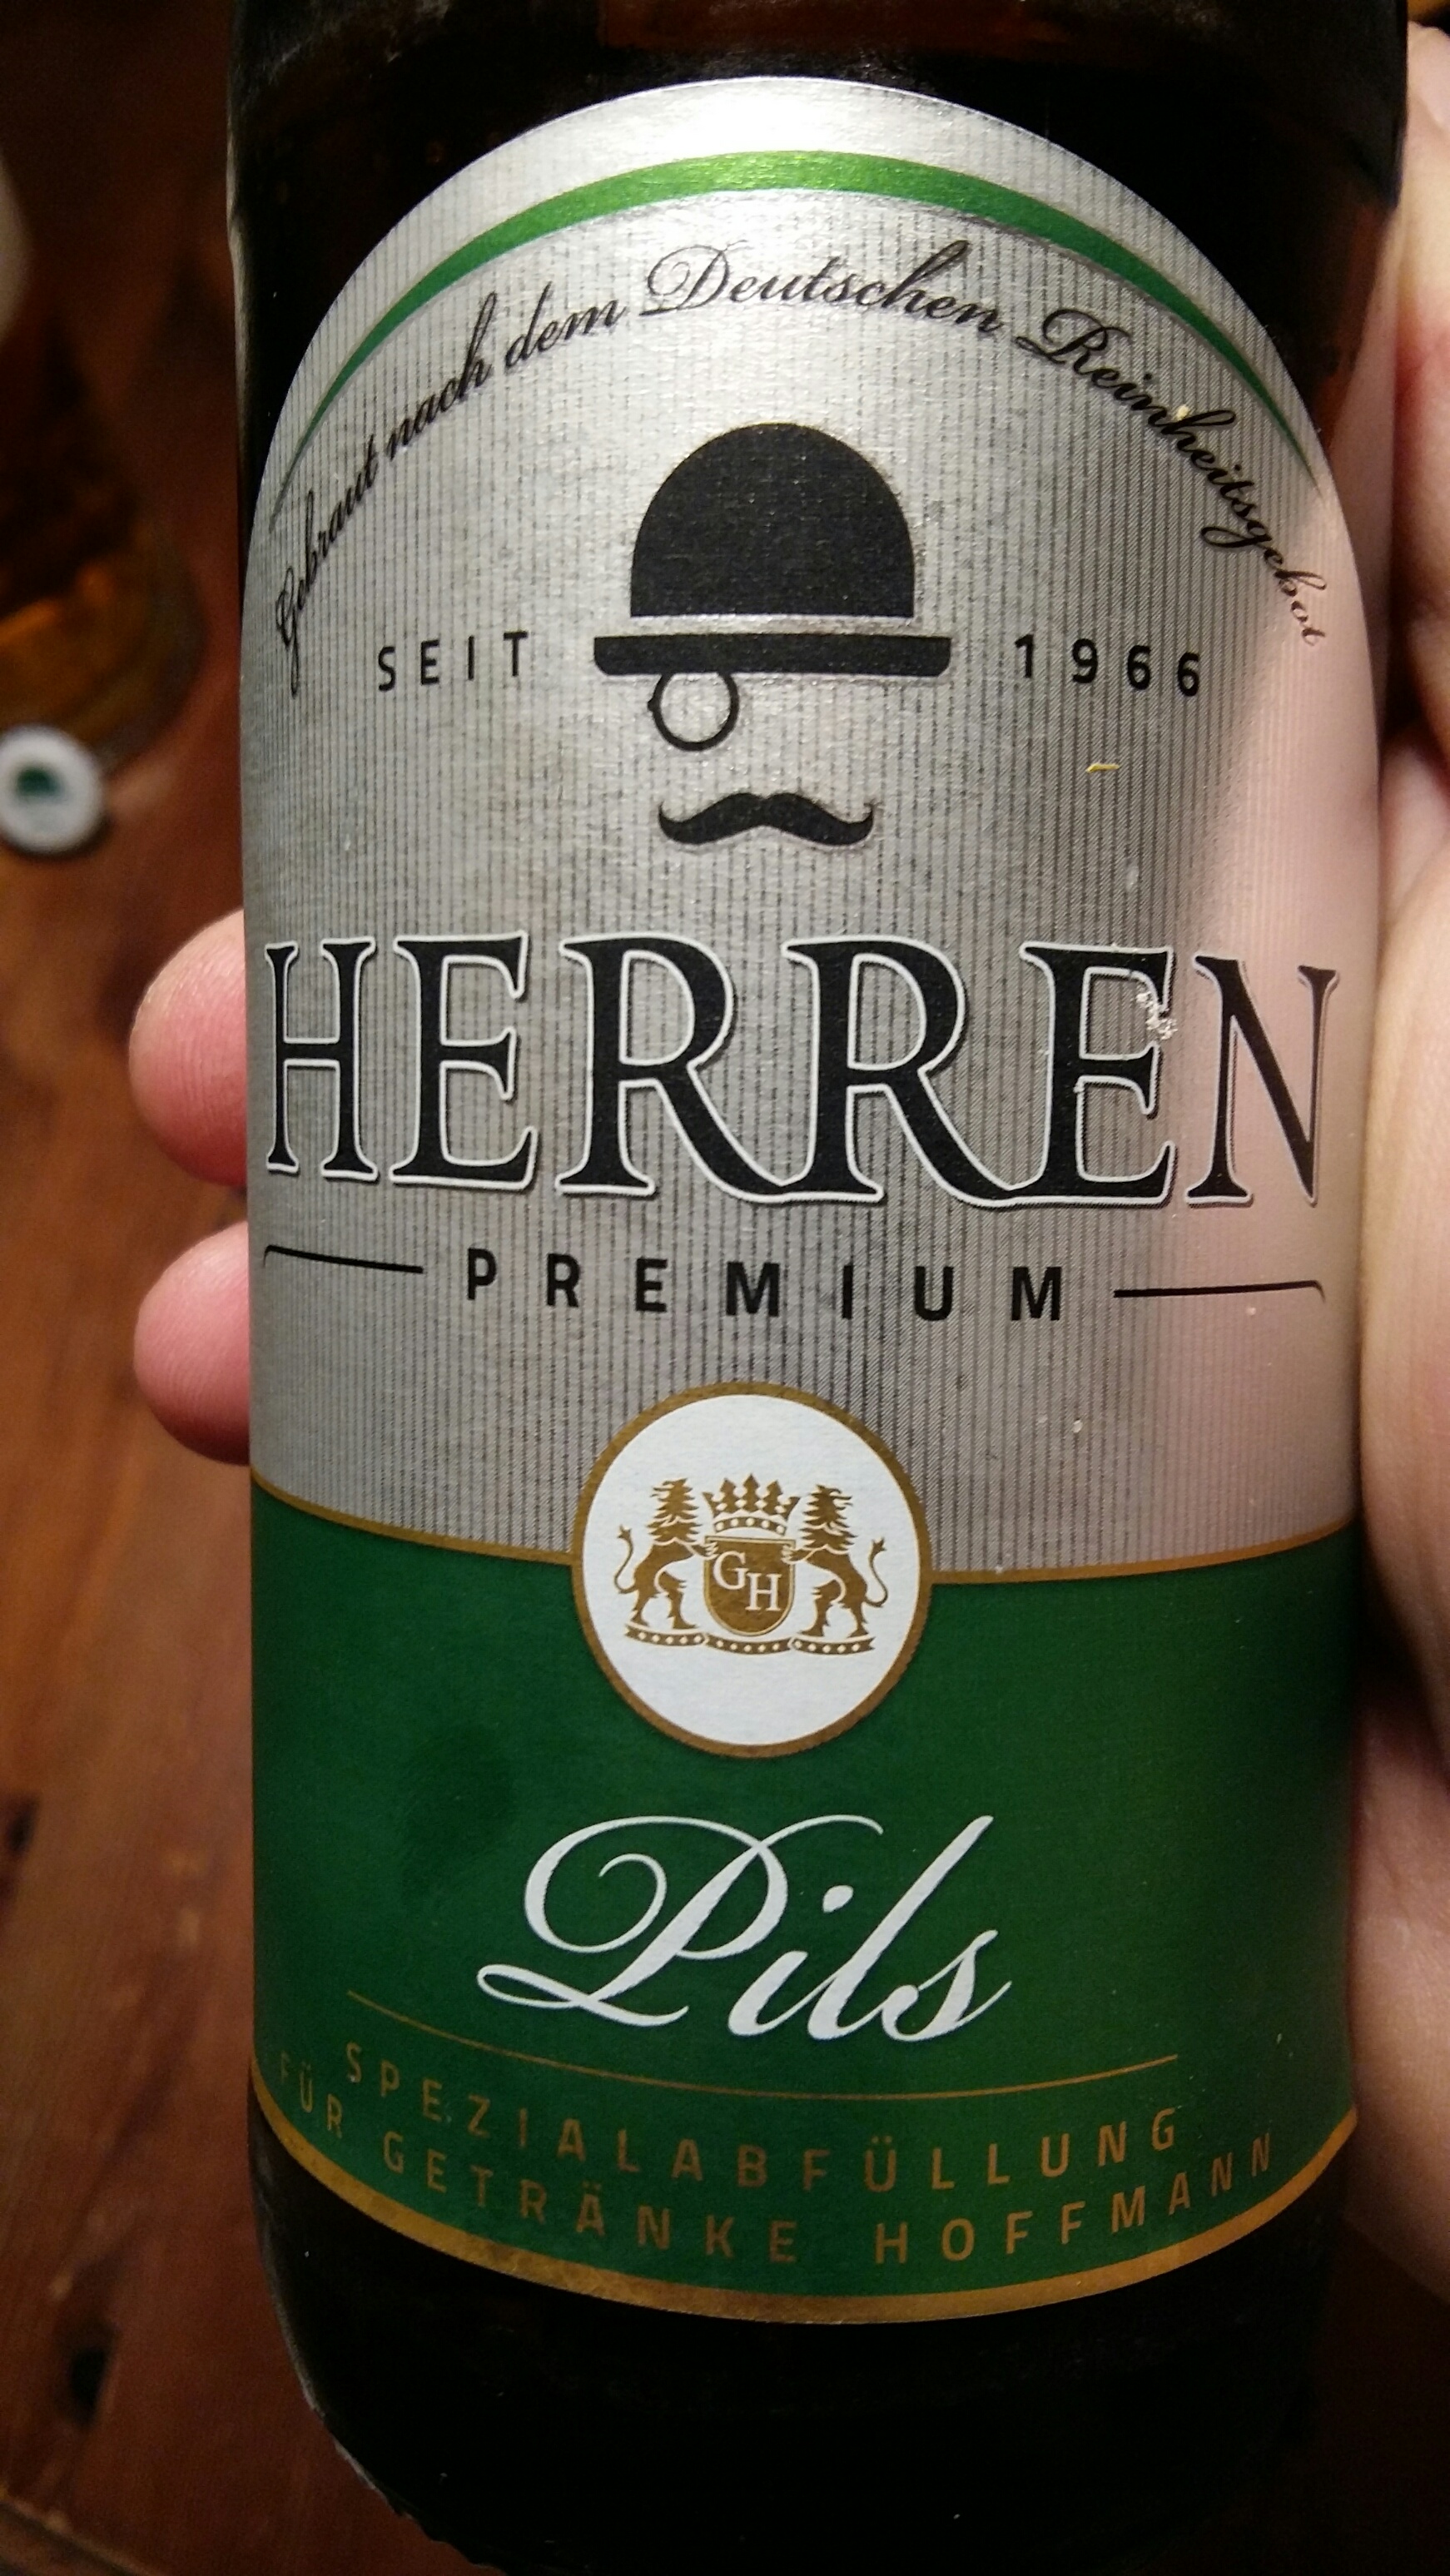 Gebraut nach dem Deutschen Reinheitsgebot
SEIT 1966
HERREN
PREMIUM
GH
Pils
SPEZIALABFÜLLUNG
FÜR GETRÄNKE HOFFMANN